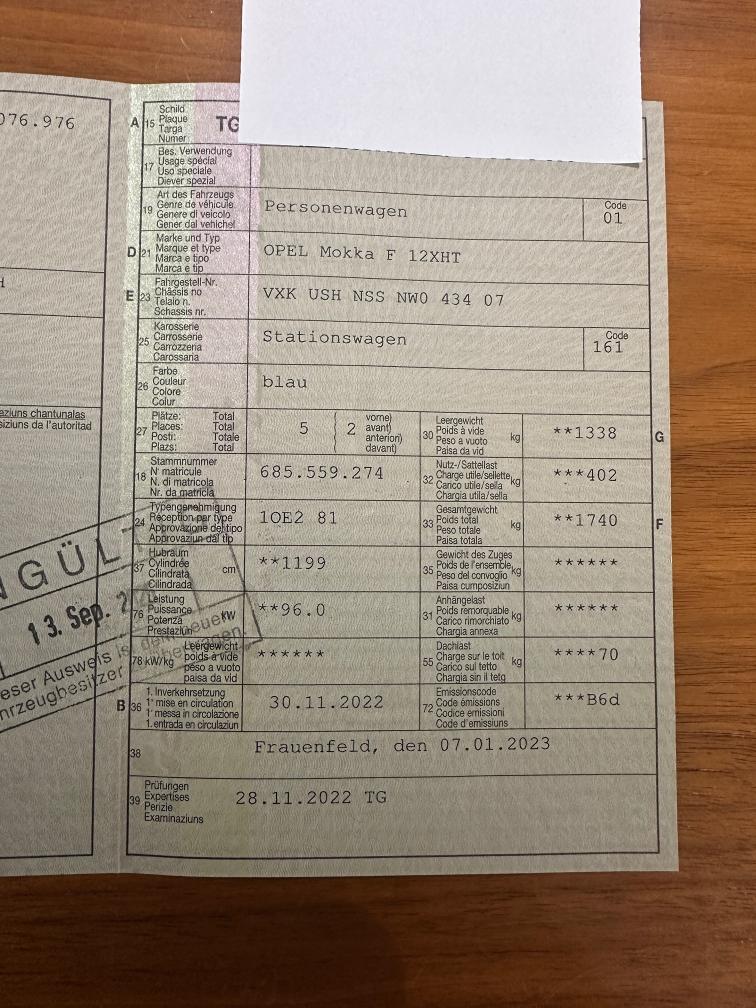 076.976
A 15 Schild
Plaque
Targa
Numer
TG
17 Bes. Verwendung
Usage spécial
Uso speciale
Diever spezial
19 Art des Fahrzeugs
Genre de véhicule
Genere di veicolo
Gener dal vehichel
Personenwagen
Code
01
D 21 Marke und Typ
Marque et type
Marca e tipo
Marca e tip
OPEL Mokka F 12XHT
E 23 Fahrgestell-Nr.
Châssis no
Telaio n.
Schassis nr.
VXK USH NSS NW0 434 07
25 Karosserie
Carrosserie
Carrozzeria
Carossaria
Stationswagen
Code
161
26 Farbe
Couleur
Colore
Colur
blau
aziuns chantunalas
siziuns da l'autoritad
27 Plätze: Total
Places: Total
Posti: Totale
Plazs: Total
5 ( 2 vorne)
avant)
anteriori)
davant)
30 Leergewicht
Poids à vide
Peso a vuoto
Paisa da vid
kg
**1338
G
18 Stammnummer
N° matricule
N. di matricola
Nr. da matricla
685.559.274
32 Nutz-/Sattellast
Charge utile/sellette
Carico utile/sella
Chargia utila/sella
kg
***402
24 Typengenehmigung
Réception par type
Approvazione del tipo
Approvaziun dal tip
1OE2 81
33 Gesamtgewicht
Poids total
Peso totale
Paisa totala
kg
**1740
F
37 Hubraum
Cylindrée
Cilindrata
Cilindrada
cm
**1199
35 Gewicht des Zuges
Poids de l'ensemble
Peso del convoglio
Paisa cumposiziun
kg
******
76 Leistung
Puissance
Potenza
Prestaziun
kW
**96.0
31 Anhängelast
Poids remorquable
Carico rimorchiato
Chargia annexa
kg
******
78 kW/kg Leergewicht
poids à vide
peso a vuoto
paisa da vid
******
55 Dachlast
Charge sur le toit
Carico sul tetto
Chargia sin il tetg
kg
****70
B 36 1. Inverkehrsetzung
1re mise en circulation
1a messa in circolazione
1. entrada en circulaziun
30.11.2022
72 Emissionscode
Code émissions
Codice emissioni
Code d'emissiuns
***B6d
38
Frauenfeld, den 07.01.2023
39 Prüfungen
Expertises
Perizie
Examinaziuns
28.11.2022 TG
NGÜL
13. Sep. 2
eser Ausweis is dem neuen
hrzeugbesitzer